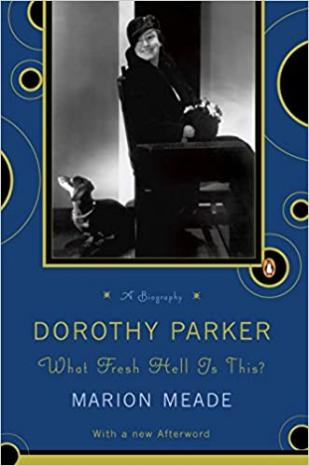 A Biography
DOROTHY PARKER
What Fresh Hell Is This?
MARION MEADE
With a new Afterword